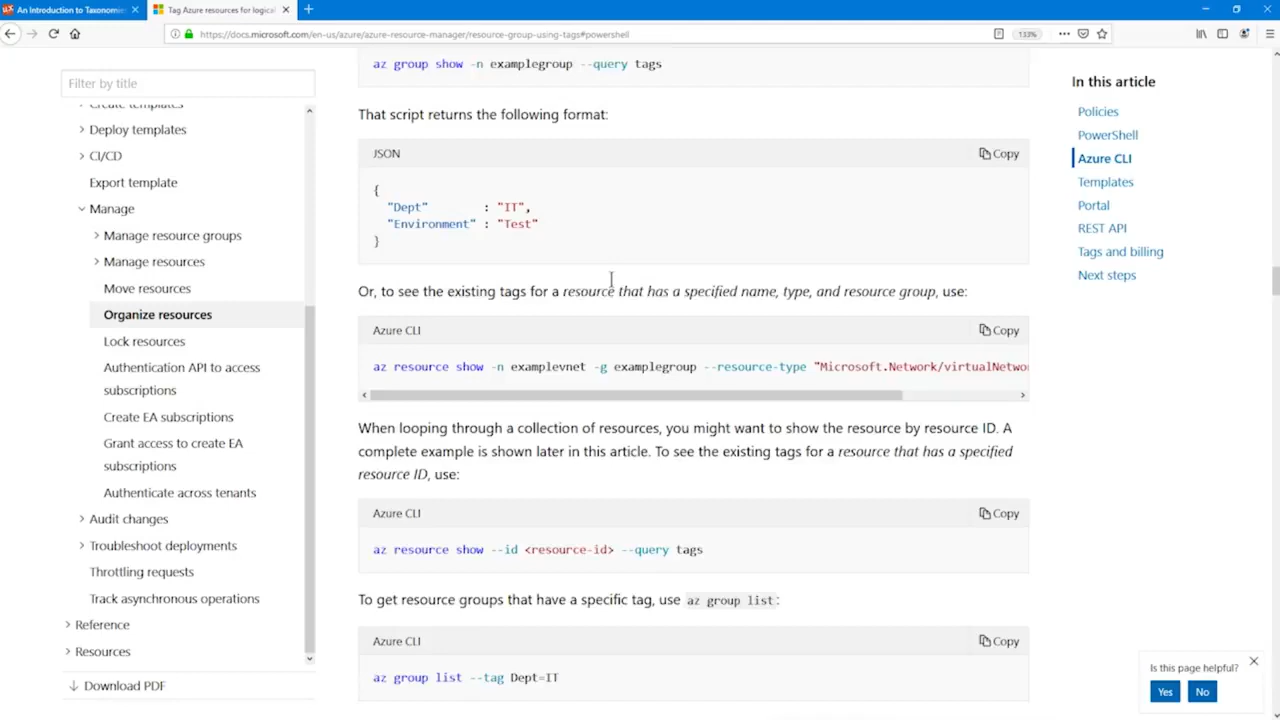 An Introduction to Taxonomies
Tag Azure resources for logical
https://docs.microsoft.com/en-us/azure/azure-resource-manager/resource-group-using-tags#powershell
133%
Filter by title
Create templates
Deploy templates
CI/CD
Export template
Manage
Manage resource groups
Manage resources
Move resources
Organize resources
Lock resources
Authentication API to access
subscriptions
Create EA subscriptions
Grant access to create EA
subscriptions
Authenticate across tenants
Audit changes
Troubleshoot deployments
Throttling requests
Track asynchronous operations
Reference
Resources
Download PDF
az group show -n examplegroup --query tags
That script returns the following format:
JSON
Copy
{
"Dept" : "IT",
"Environment" : "Test"
}
Or, to see the existing tags for a resource that has a specified name, type, and resource group, use:
Azure CLI
Copy
az resource show -n examplevnet -g examplegroup --resource-type "Microsoft.Network/virtualNetwo
When looping through a collection of resources, you might want to show the resource by resource ID. A
complete example is shown later in this article. To see the existing tags for a resource that has a specified
resource ID, use:
Azure CLI
Copy
az resource show --id <resource-id> --query tags
To get resource groups that have a specific tag, use az group list:
Azure CLI
Copy
az group list --tag Dept=IT
In this article
Policies
PowerShell
Azure CLI
Templates
Portal
REST API
Tags and billing
Next steps
Is this page helpful?
Yes
No